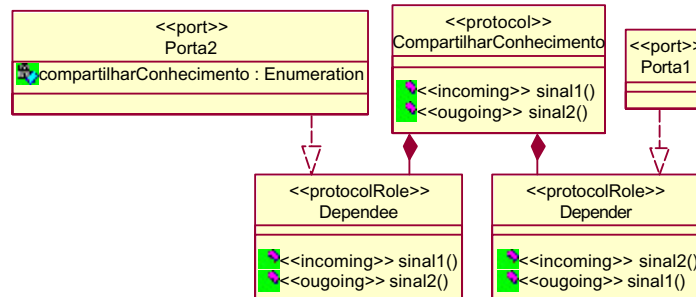 <<port>>
Porta2
compartilharConhecimento : Enumeration
<<protocol>>
CompartilharConhecimento
<<incoming>> sinal1()
<<ougoing>> sinal2()
<<port>>
Porta1
<<protocolRole>>
Dependee
<<incoming>> sinal1()
<<ougoing>> sinal2()
<<protocolRole>>
Depender
<<incoming>> sinal2()
<<ougoing>> sinal1()